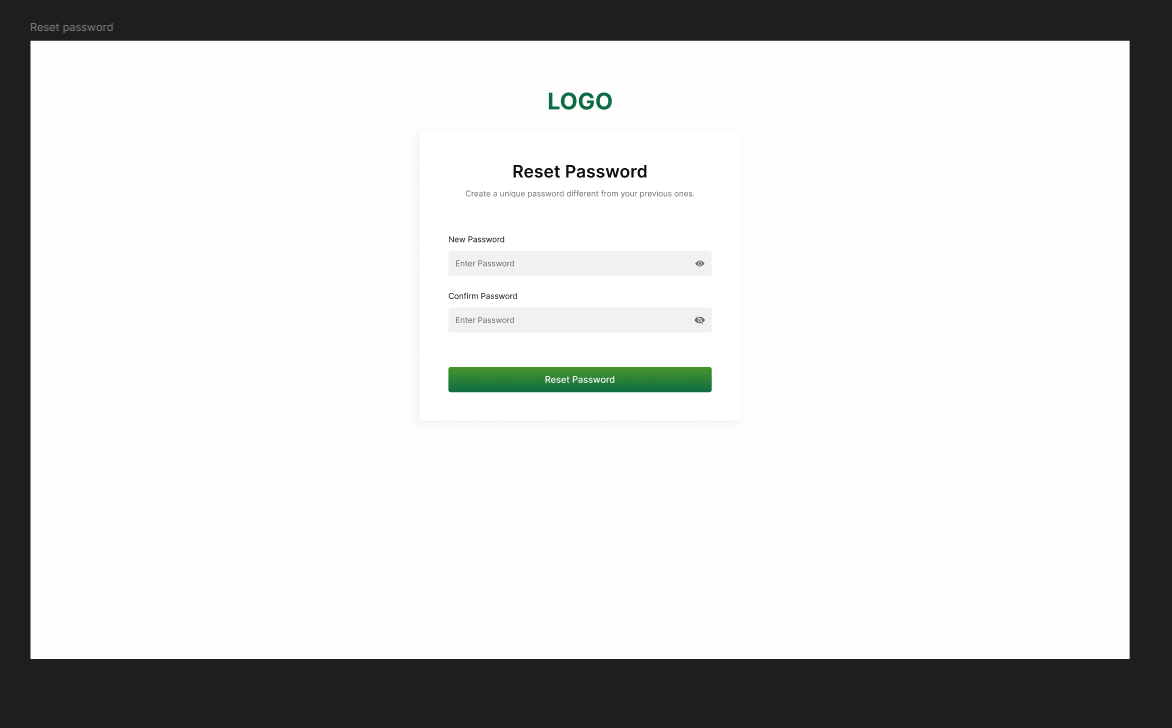 Reset password
LOGO
Reset Password
Create a unique password different from your previous ones.
New Password
Enter Password
Confirm Password
Enter Password
Reset Password